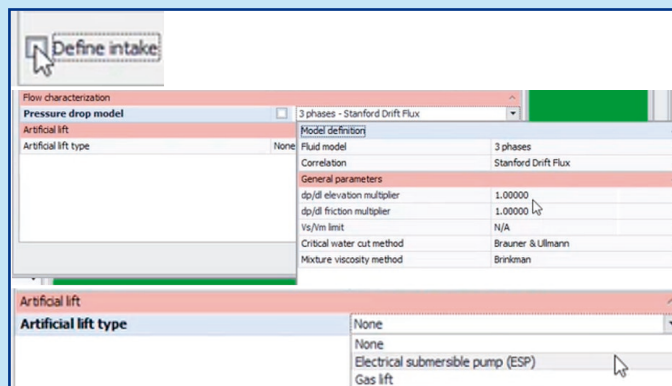 Define intake
Flow characterization
Pressure drop model 3 phases - Stanford Drift Flux
Artificial lift Model definition
Artificial lift type None Fluid model 3 phases
Correlation Stanford Drift Flux
General parameters
dp/dl elevation multiplier 1.00000
dp/dl friction multiplier 1.00000
Vs/Vm limit N/A
Critical water cut method Brauner & Ullmann
Mixture viscosity method Brinkman
Artificial lift
Artificial lift type None
None
Electrical submersible pump (ESP)
Gas lift